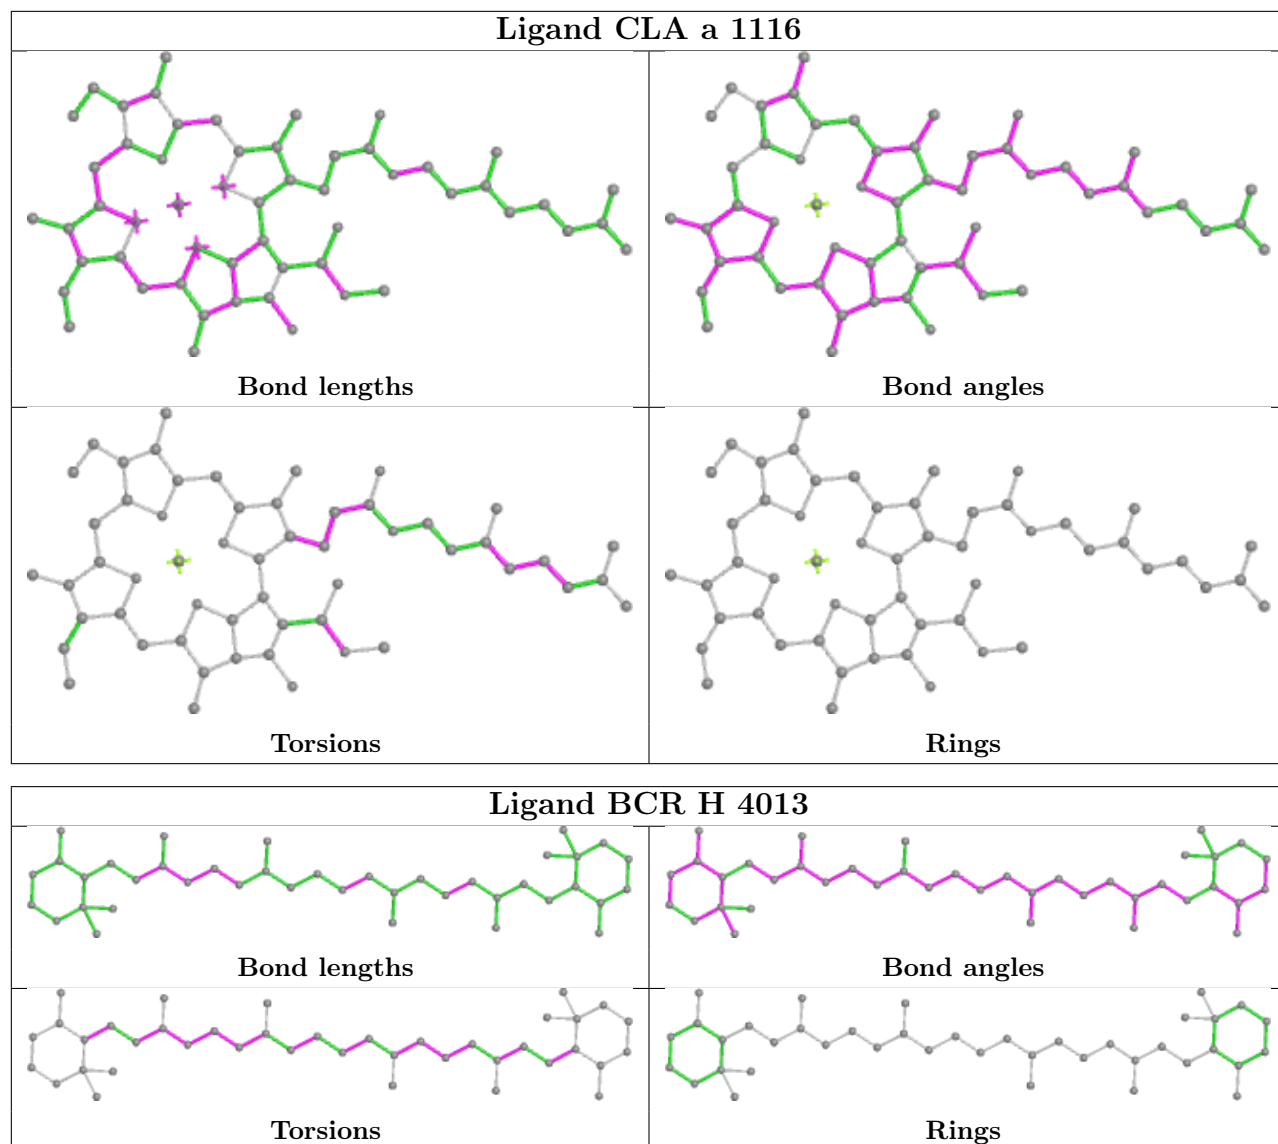 Ligand CLA a 1116
Bond lengths
Bond angles
Torsions
Rings
Ligand BCR H 4013
Bond lengths
Bond angles
Torsions
Rings